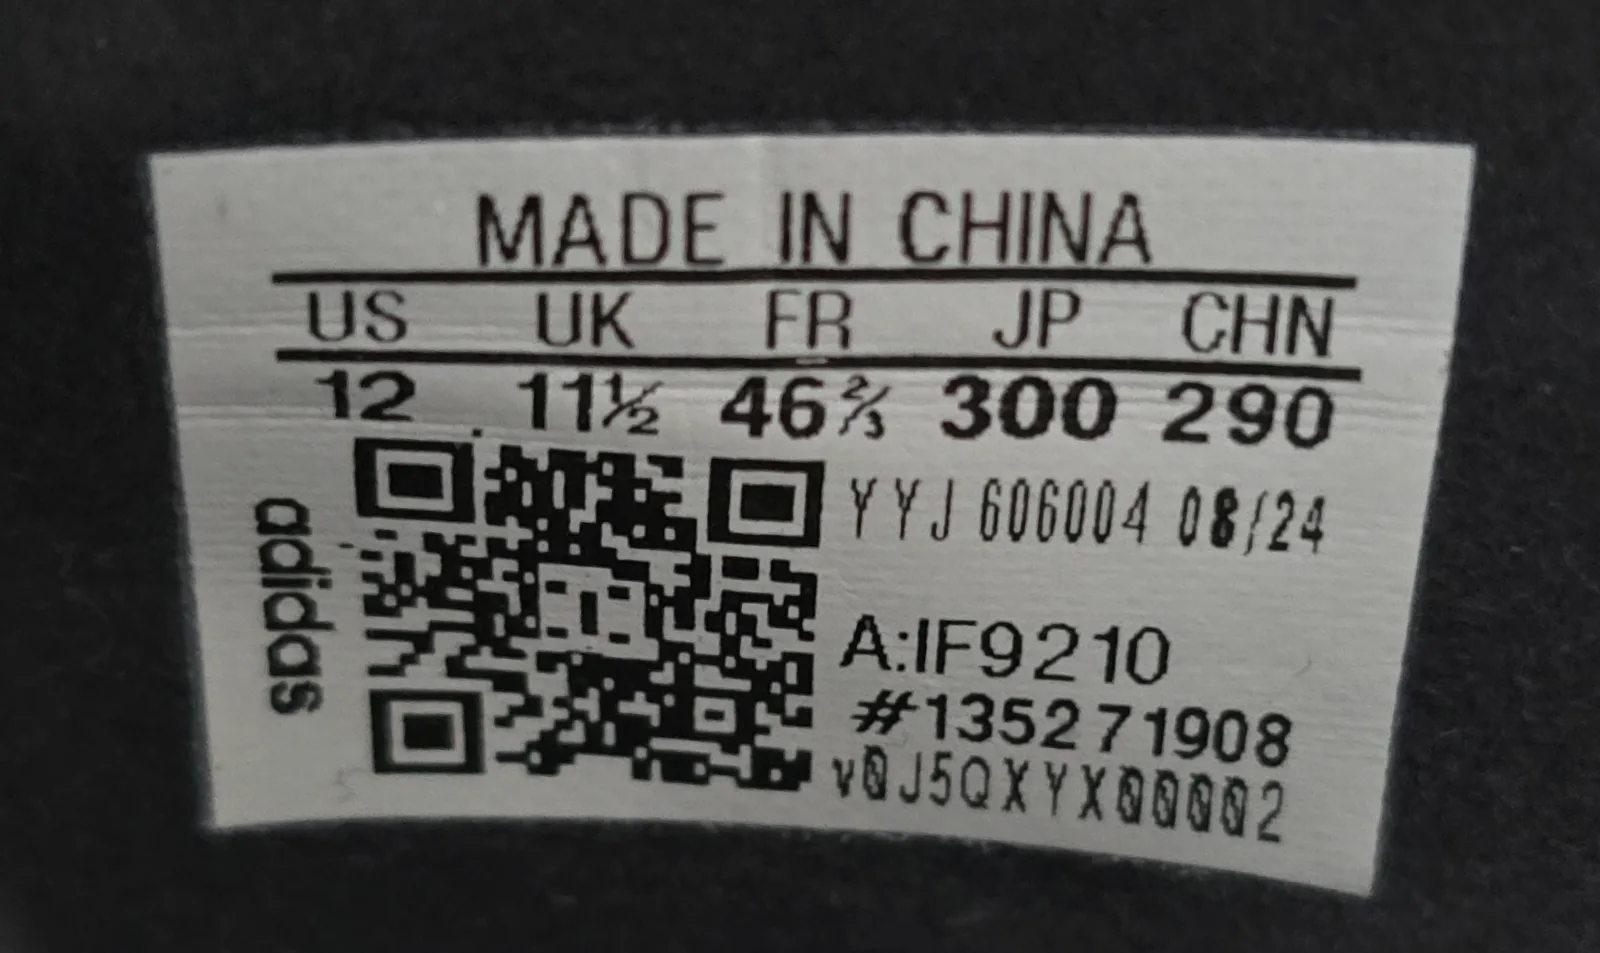 MADE IN CHINA
US UK FR JP CHN
12 11½ 46⅔ 300 290
YYJ 606004 08/24
adidas
A:IF9210
#135271908
v0J5QXYX00002